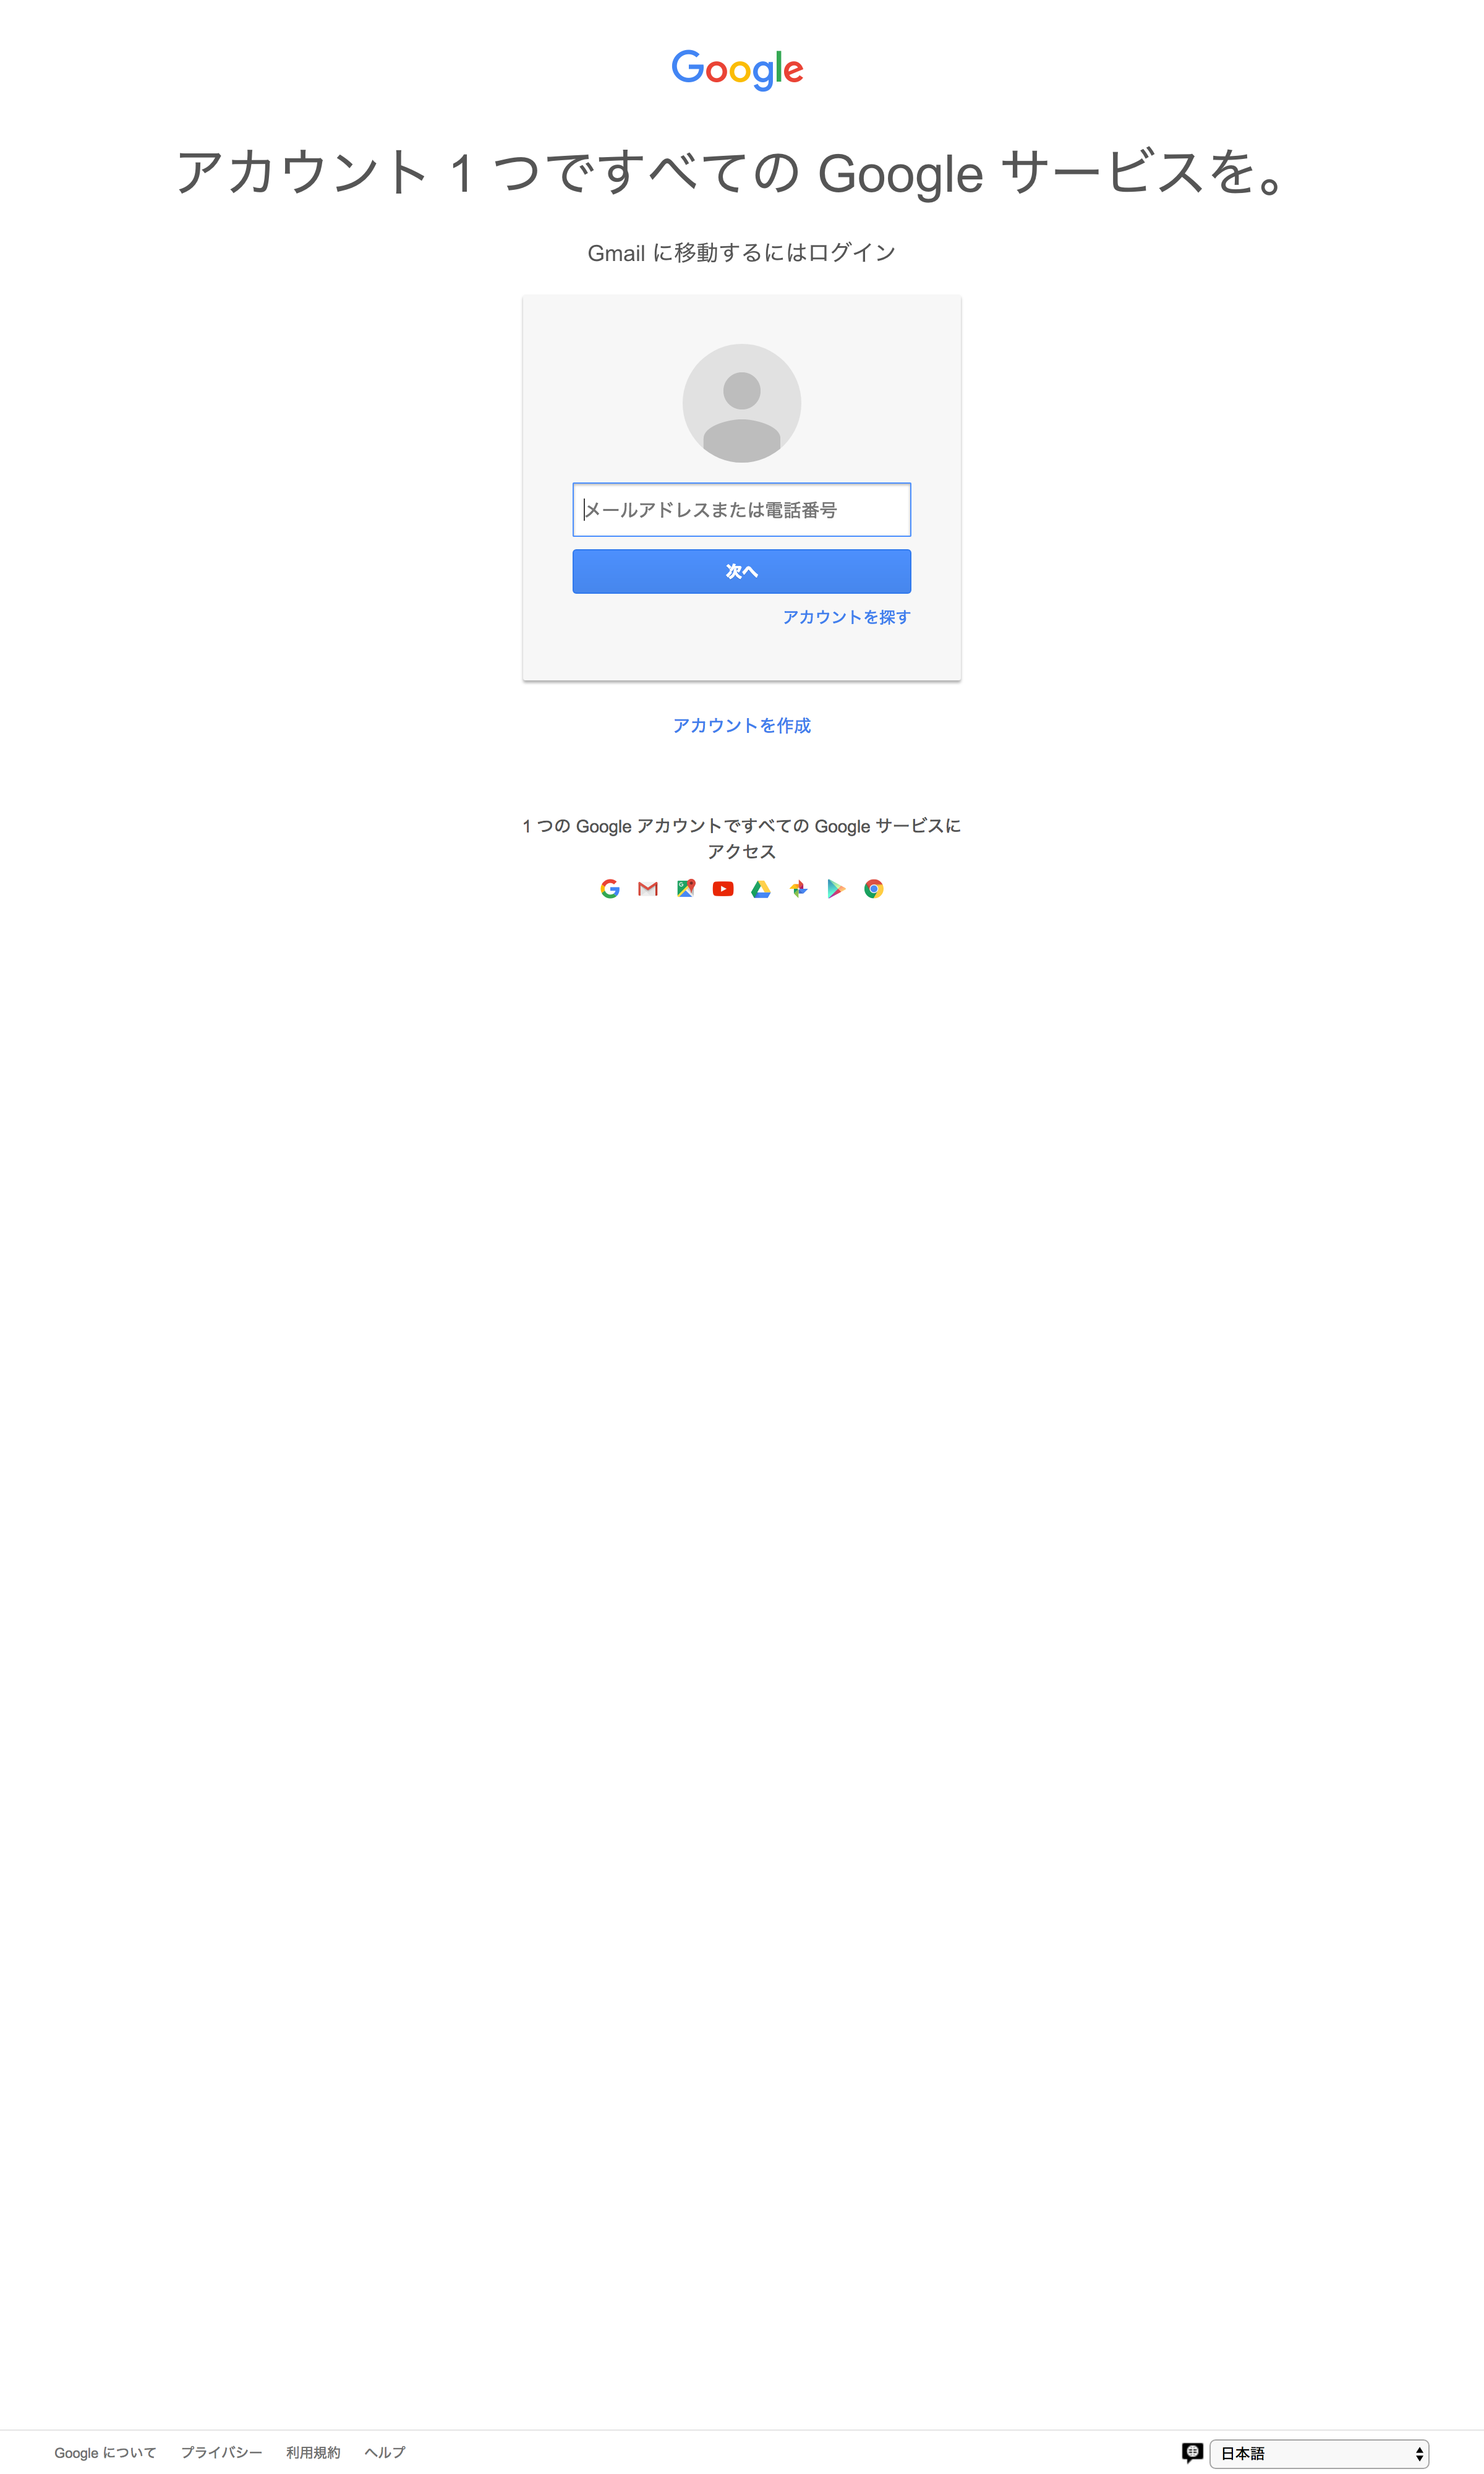 Google
アカウント 1 つですべての Google サービスを。
Gmail に移動するにはログイン
メールアドレスまたは電話番号
次へ
アカウントを探す
アカウントを作成
1 つの Google アカウントですべての Google サービスに
アクセス
Google について プライバシー 利用規約 ヘルプ 日本語